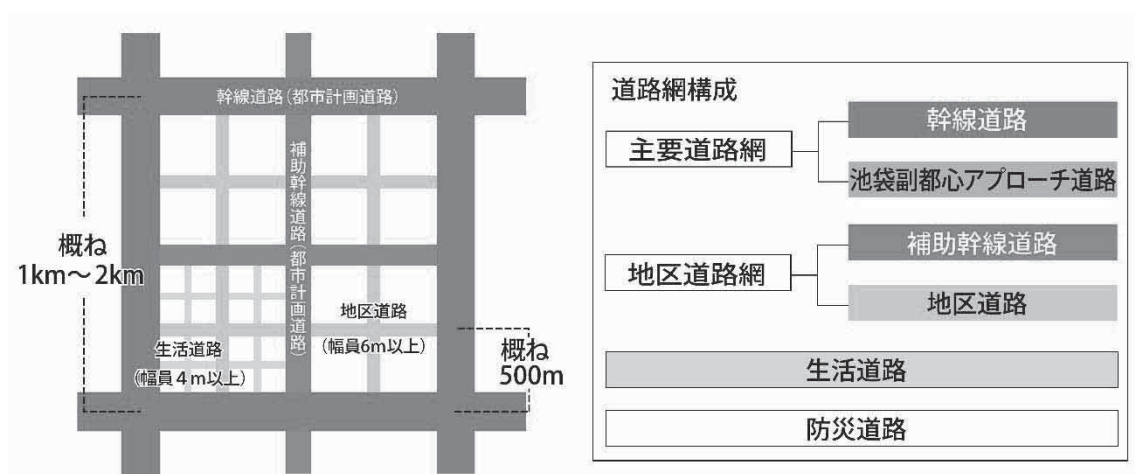 幹線道路(都市計画道路)
補助幹線道路(都市計画道路)
概ね
1km～2km
地区道路
(幅員6m以上)
生活道路
(幅員４m以上)
概ね
500m
道路網構成
主要道路網
幹線道路
池袋副都心アプローチ道路
地区道路網
補助幹線道路
地区道路
生活道路
防災道路